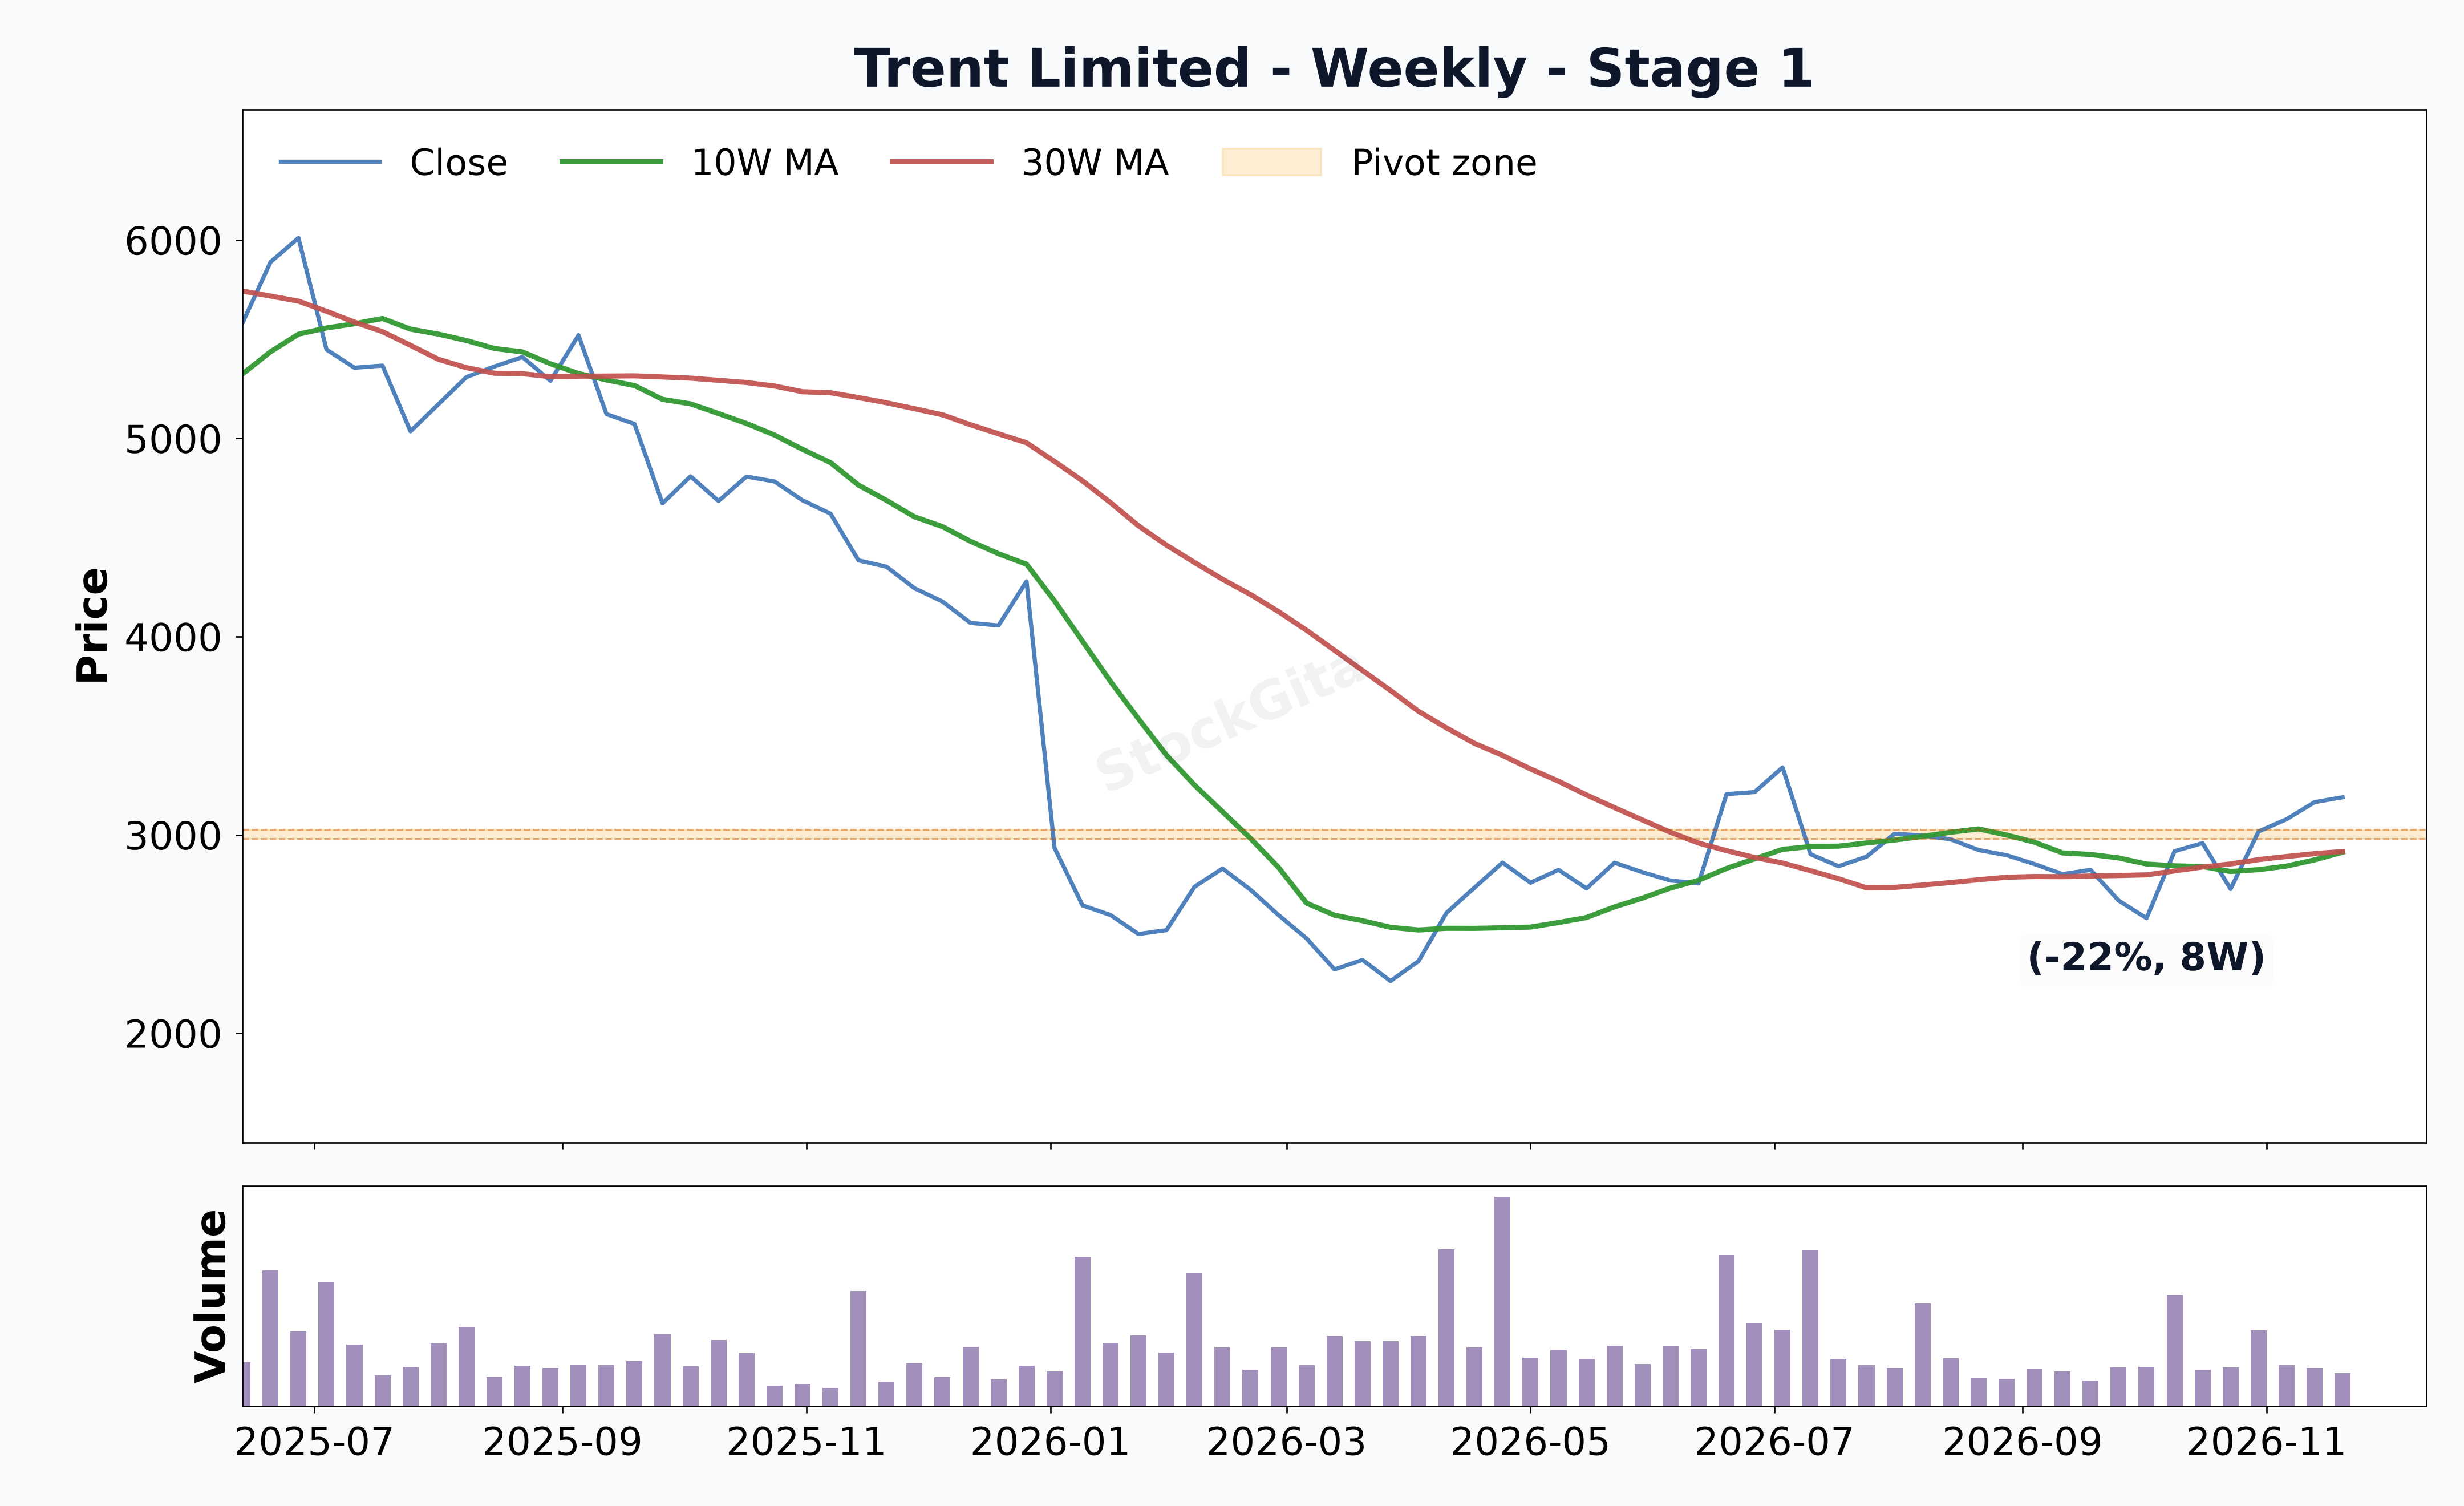 Trent Limited - Weekly - Stage 1
Close
10W MA
30W MA
Pivot zone
Price
6000
5000
4000
3000
2000
StockGita
(-22%, 8W)
Volume
2025-07
2025-09
2025-11
2026-01
2026-03
2026-05
2026-07
2026-09
2026-11